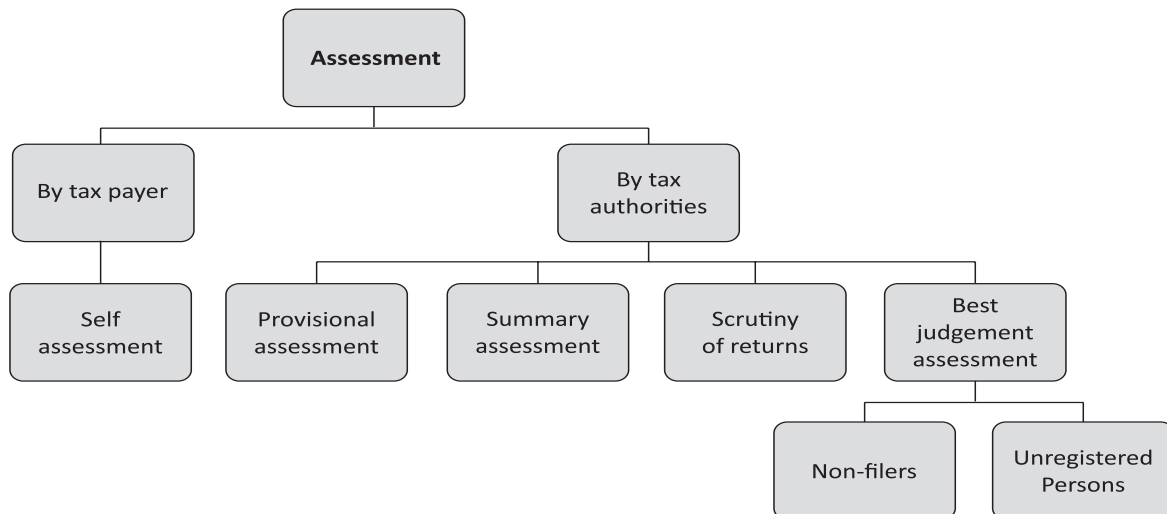 Assessment
By tax payer
By tax
authorities
Self
assessment
Provisional
assessment
Summary
assessment
Scrutiny
of returns
Best
judgement
assessment
Non-filers
Unregistered
Persons